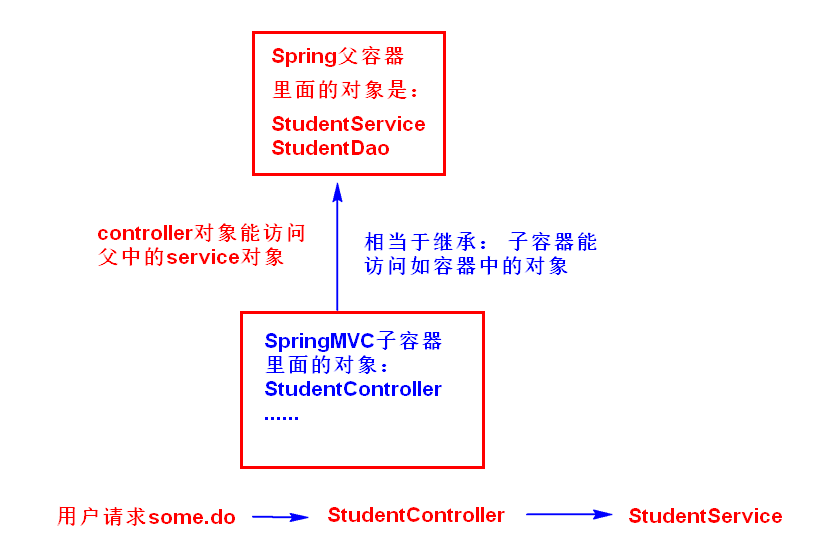 Spring父容器
里面的对象是：
StudentService
StudentDao
controller对象能访问
父中的service对象
相当于继承： 子容器能
访问如容器中的对象
SpringMVC子容器
里面的对象：
StudentController
......
用户请求some.do
StudentController
StudentService